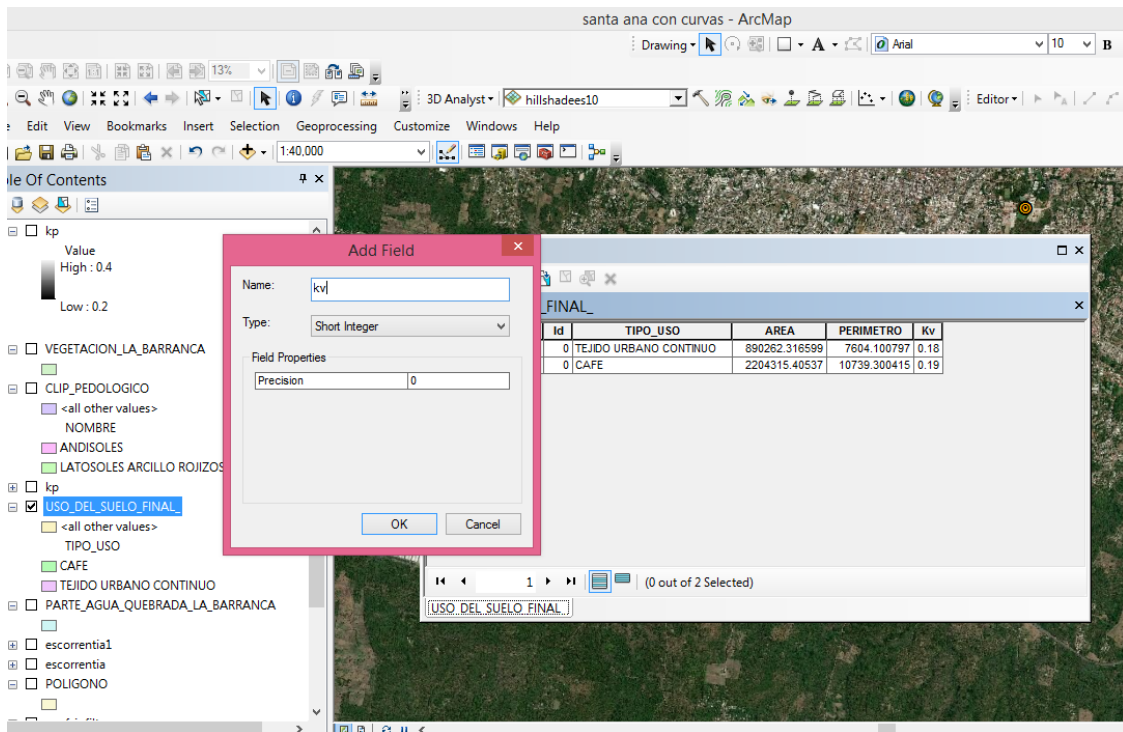 santa ana con curvas - ArcMap
Drawing A Arial 10 B
13%
3D Analyst hillshadees10 Editor
Edit View Bookmarks Insert Selection Geoprocessing Customize Windows Help
1:40,000
ble Of Contents
kp
Value
High : 0.4
Low : 0.2
VEGETACION_LA_BARRANCA
CLIP_PEDOLOGICO
<all other values>
NOMBRE
ANDISOLES
LATOSOLES ARCILLO ROJIZOS
kp
USO_DEL_SUELO_FINAL_
<all other values>
TIPO_USO
CAFE
TEJIDO URBANO CONTINUO
PARTE_AGUA_QUEBRADA_LA_BARRANCA
escorrentia1
escorrentia
POLIGONO
Add Field
Name: kv
Type: Short Integer
Field Properties
Precision 0
OK Cancel
_FINAL_
Id TIPO_USO AREA PERIMETRO Kv
0 TEJIDO URBANO CONTINUO 890262.316599 7604.100797 0.18
0 CAFE 2204315.40537 10739.300415 0.19
1 (0 out of 2 Selected)
USO_DEL_SUELO_FINAL_